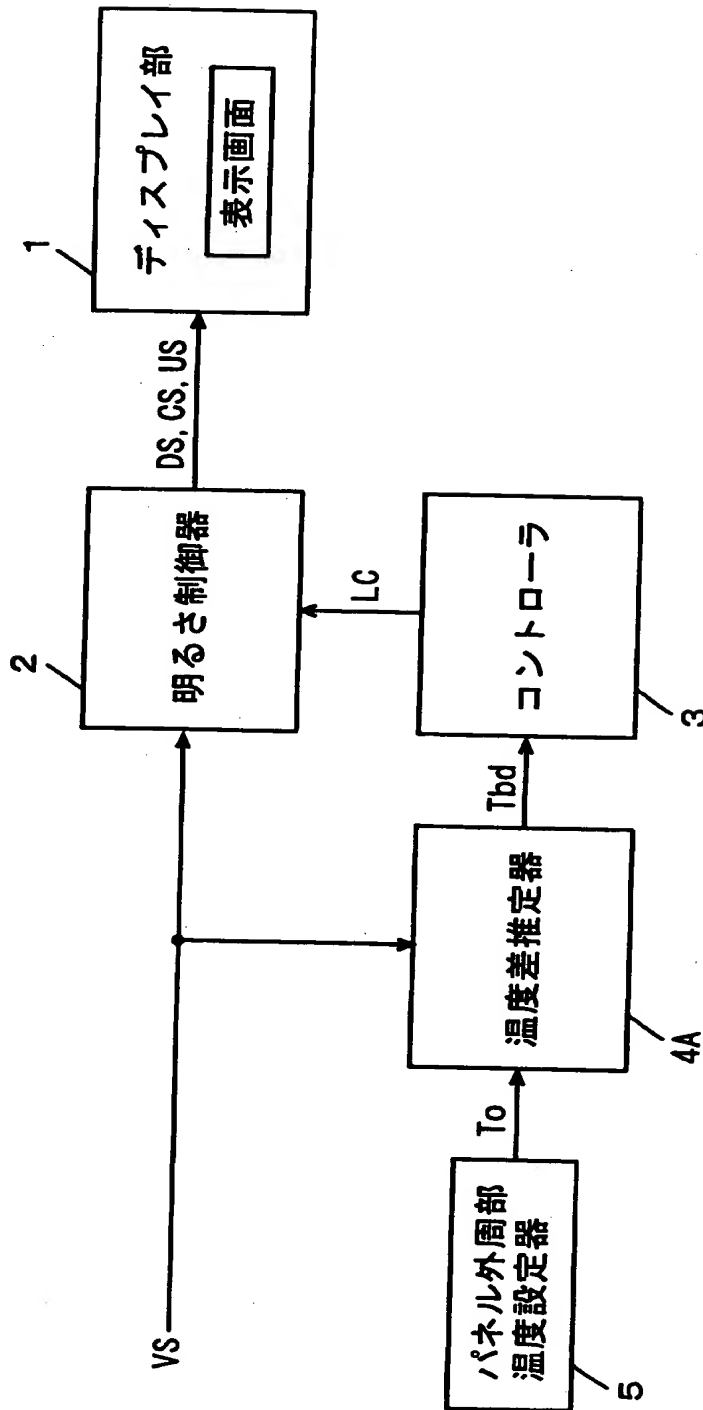 1
ディスプレイ部
表示画面
DS, CS, US
2
明るさ制御器
LC
コントローラ
3
Tbd
VS
温度差推定器
4A
To
パネル外周部
温度設定器
5